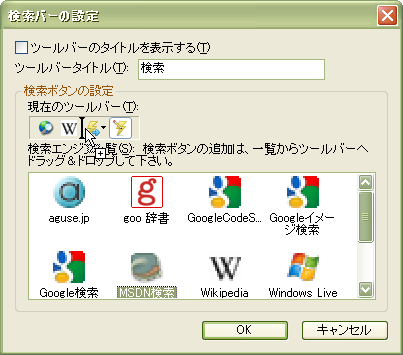 検索バーの設定
ツールバーのタイトルを表示する(T)
ツールバータイトル(T): 検索
検索ボタンの設定
現在のツールバー(T):
検索エンジン一覧(S): 検索ボタンの追加は、一覧からツールバーへ
ドラッグ&ドロップして下さい。
aguse.jp
goo 辞書
GoogleCodeS...
Googleイメー
ジ検索
Google検索
MSDN検索
Wikipedia
Windows Live
OK
キャンセル